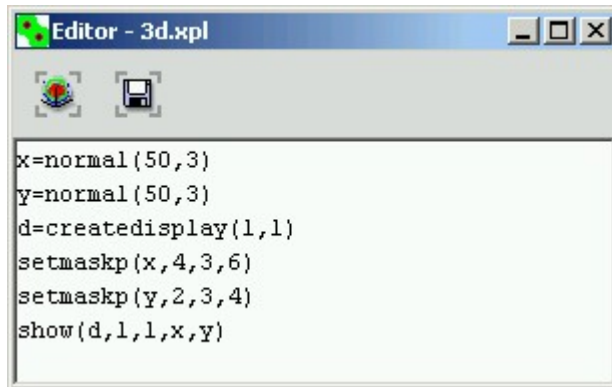 Editor - 3d.xpl
x=normal(50,3)
y=normal(50,3)
d=createdisplay(1,1)
setmaskp(x,4,3,6)
setmaskp(y,2,3,4)
show(d,1,1,x,y)